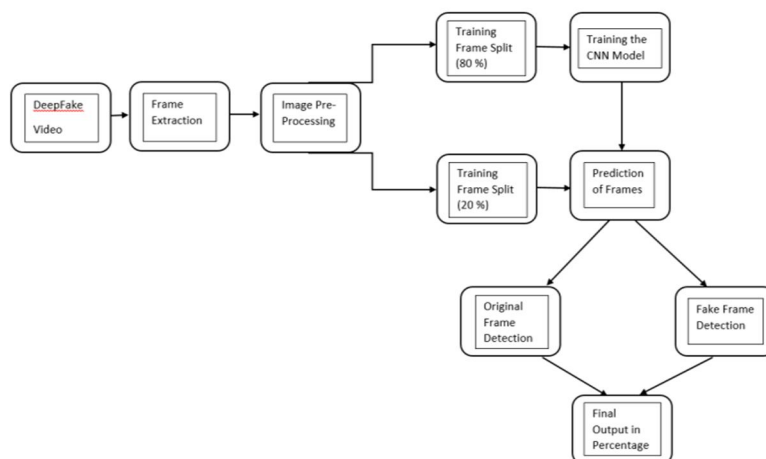 DeepFake
Video
Frame
Extraction
Image Pre-
Processing
Training
Frame Split
(80 %)
Training the
CNN Model
Training
Frame Split
(20 %)
Prediction
of Frames
Original
Frame
Detection
Fake Frame
Detection
Final
Output in
Percentage